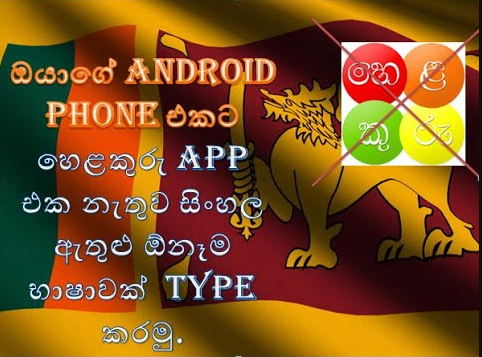 ඔයාගේ ANDROID
PHONE එකට
හෙළකුරු APP
එක නැතුව සිංහල
ඇතුළු ඕනෑම
භාෂාවක් TYPE
කරමු.
හෙ ළ
කු රු